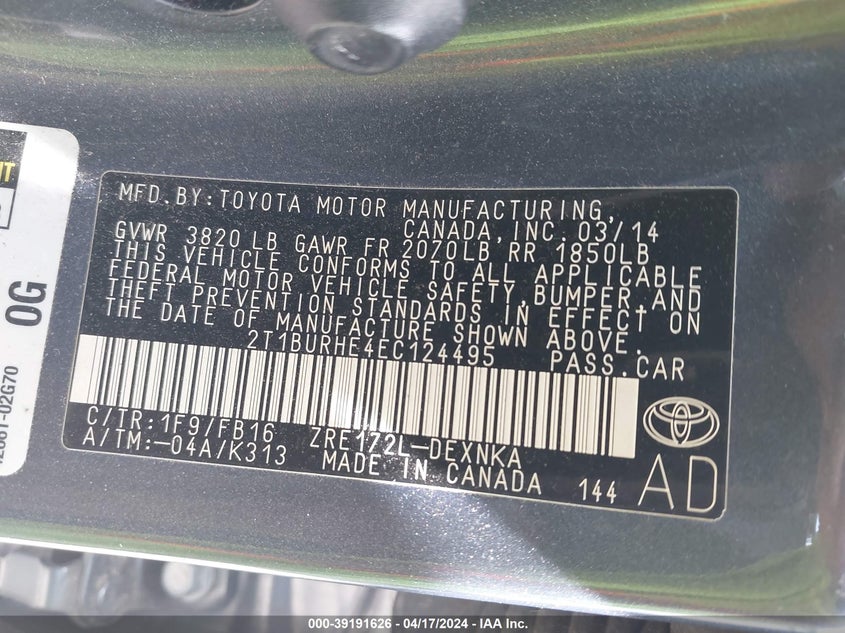 MFD.BY:TOYOTA MOTOR MANUFACTURING,
CANADA,INC. 03/14
GVWR 3820 LB GAWR FR 2070LB RR 1850LB
THIS VEHICLE CONFORMS TO ALL APPLICABLE
FEDERAL MOTOR VEHICLE SAFETY,BUMPER,AND
THEFT PREVENTION STANDARDS IN EFFECT ON
THE DATE OF MANUFACTURE SHOWN ABOVE.
2T1BURHE4EC124495 PASS.CAR
C/TR:1F9/FB16 ZRE172L-DEXNKA
A/TM:-04A/K313 MADE IN CANADA 144
AD
0G
02G70
000-39191626 - 04/17/2024 - IAA Inc.